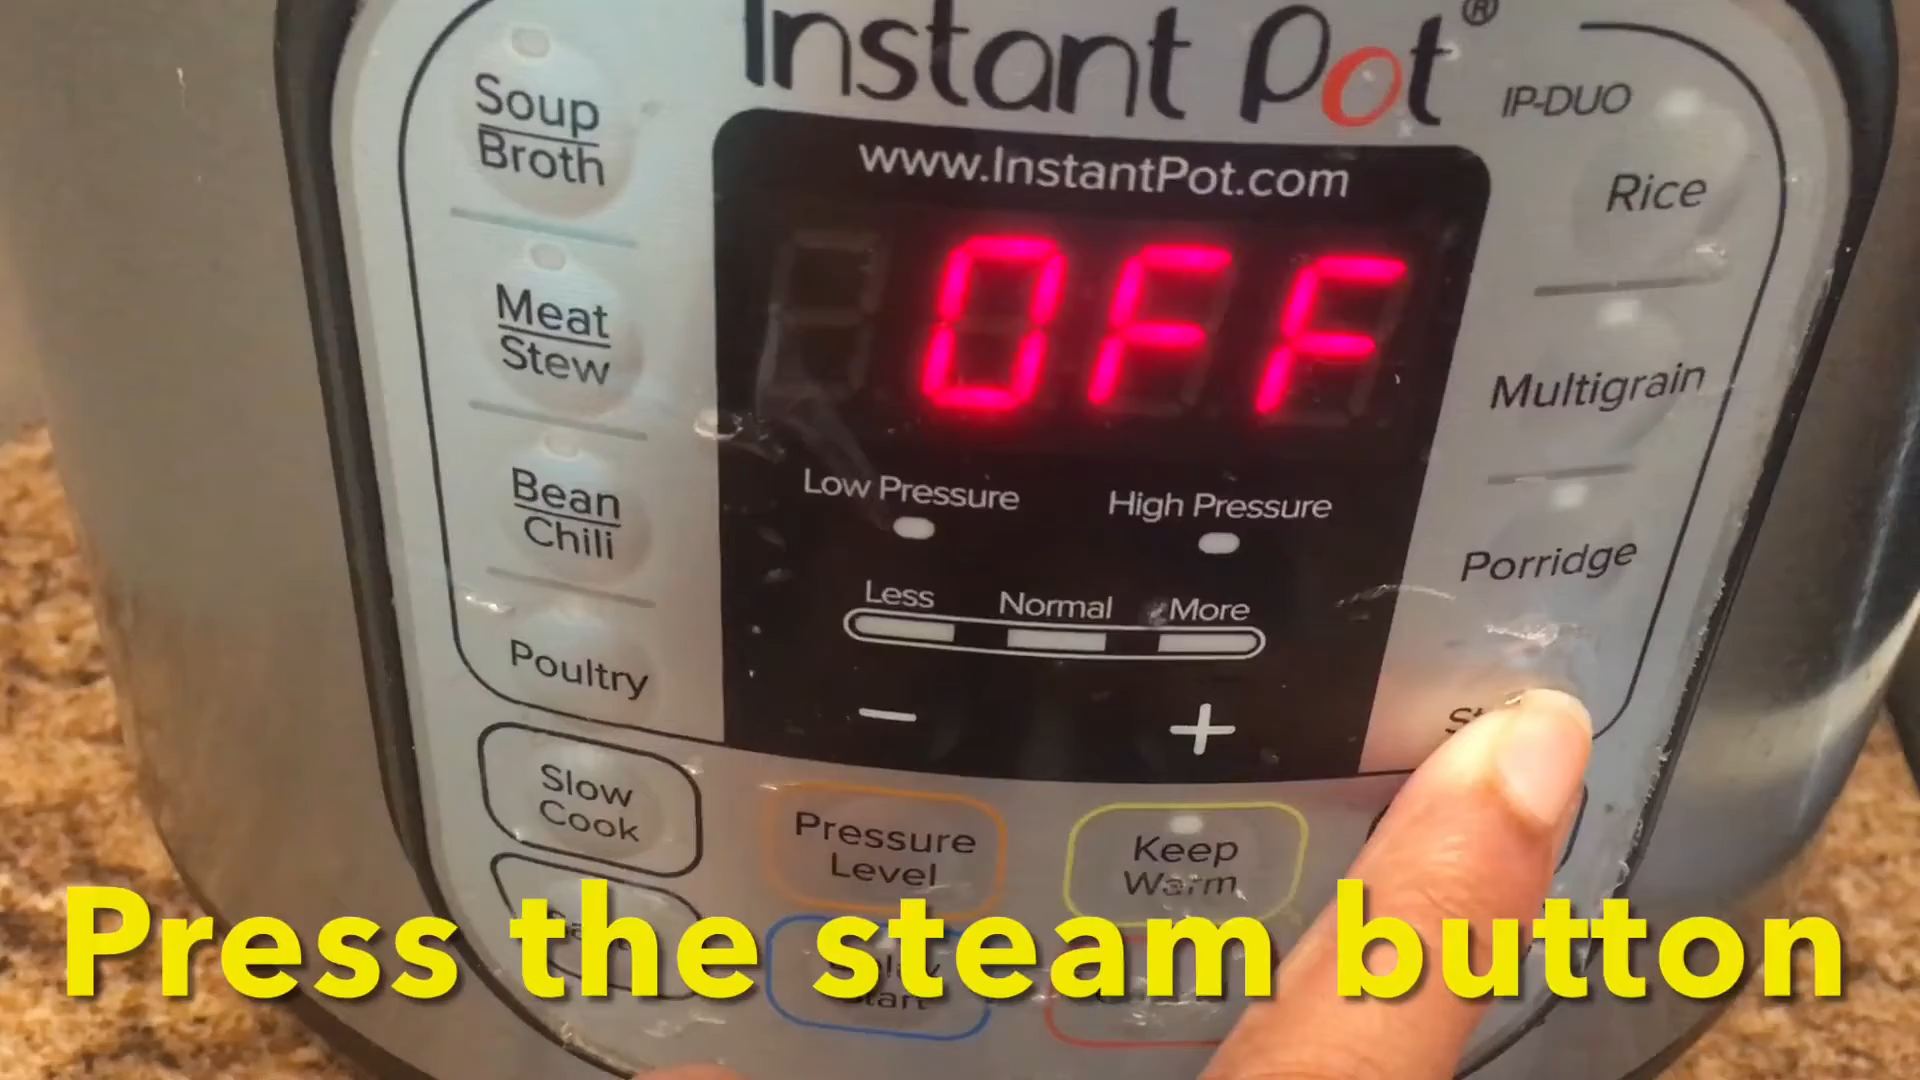 Instant Pot®
IP-DUO
www.InstantPot.com
OFF
Soup
Broth
Meat
Stew
Bean
Chili
Poultry
Slow
Cook
Low Pressure
High Pressure
Less
Normal
More
−
+
Rice
Multigrain
Porridge
Pressure
Level
Keep
Warm
Start
Press the steam button